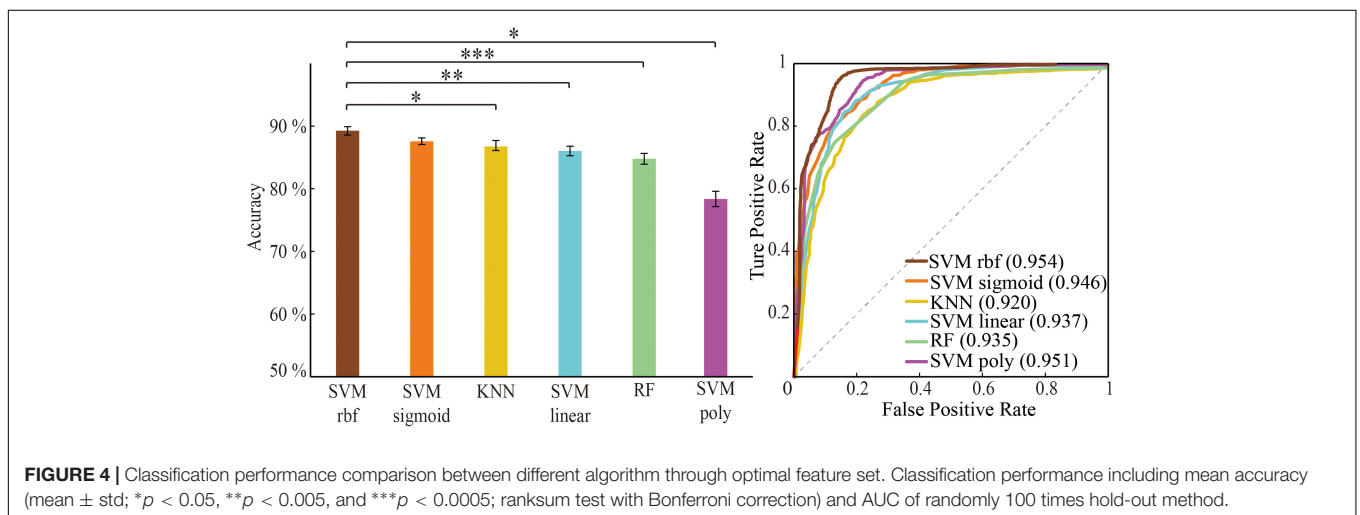 *
***
**
*
90 %
80 %
70 %
60 %
50 %
Accuracy
SVM rbf
SVM sigmoid
KNN
SVM linear
RF
SVM poly
1
0.8
0.6
0.4
0.2
0
0.2
0.4
0.6
0.8
1
Ture Positive Rate
False Positive Rate
SVM rbf (0.954)
SVM sigmoid (0.946)
KNN (0.920)
SVM linear (0.937)
RF (0.935)
SVM poly (0.951)
FIGURE 4 | Classification performance comparison between different algorithm through optimal feature set. Classification performance including mean accuracy
(mean ± std; *p < 0.05, **p < 0.005, and ***p < 0.0005; ranksum test with Bonferroni correction) and AUC of randomly 100 times hold-out method.